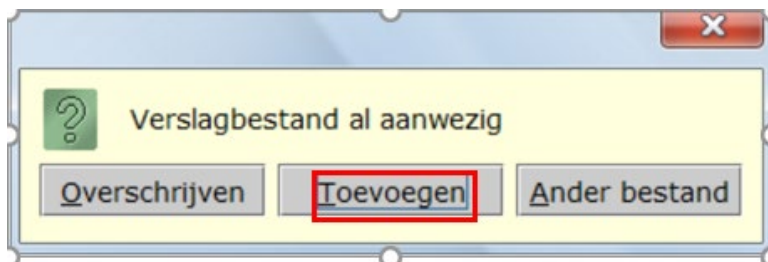 Verslagbestand al aanwezig
Overschrijven Toevoegen Ander bestand